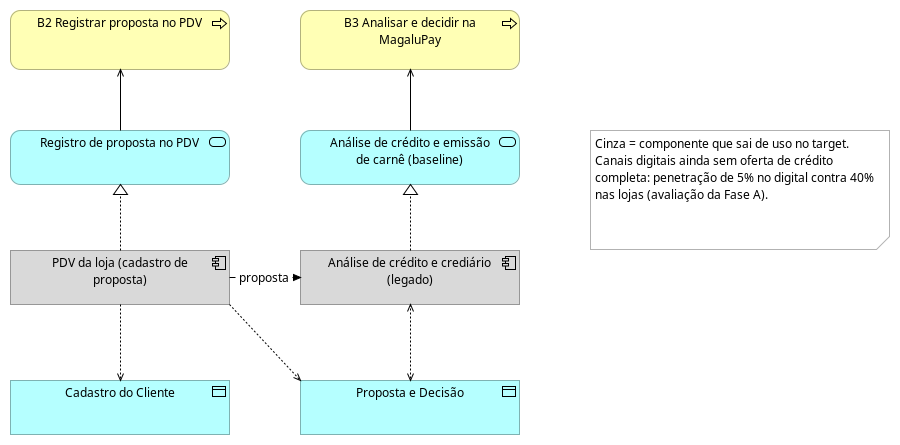 B2 Registrar proposta no PDV
B3 Analisar e decidir na
MagaluPay
Registro de proposta no PDV
Análise de crédito e emissão
de carnê (baseline)
Cinza = componente que sai de uso no target.
Canais digitais ainda sem oferta de crédito
completa: penetração de 5% no digital contra 40%
nas lojas (avaliação da Fase A).
PDV da loja (cadastro de
proposta)
proposta
Análise de crédito e crediário
(legado)
Cadastro do Cliente
Proposta e Decisão